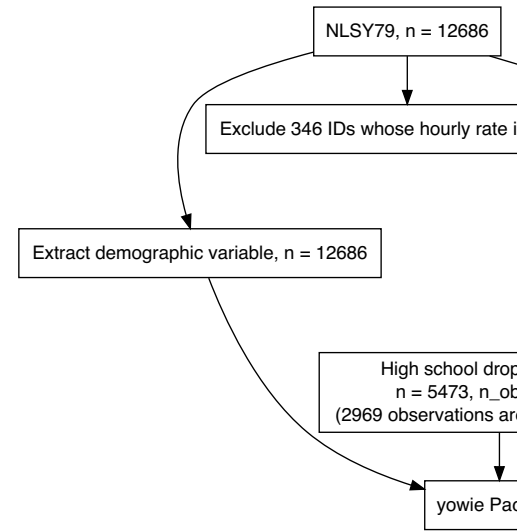 NLSY79, n = 12686
Exclude 346 IDs whose hourly rate i
Extract demographic variable, n = 12686
High school drop
n = 5473, n_ob
(2969 observations are
yowie Pac